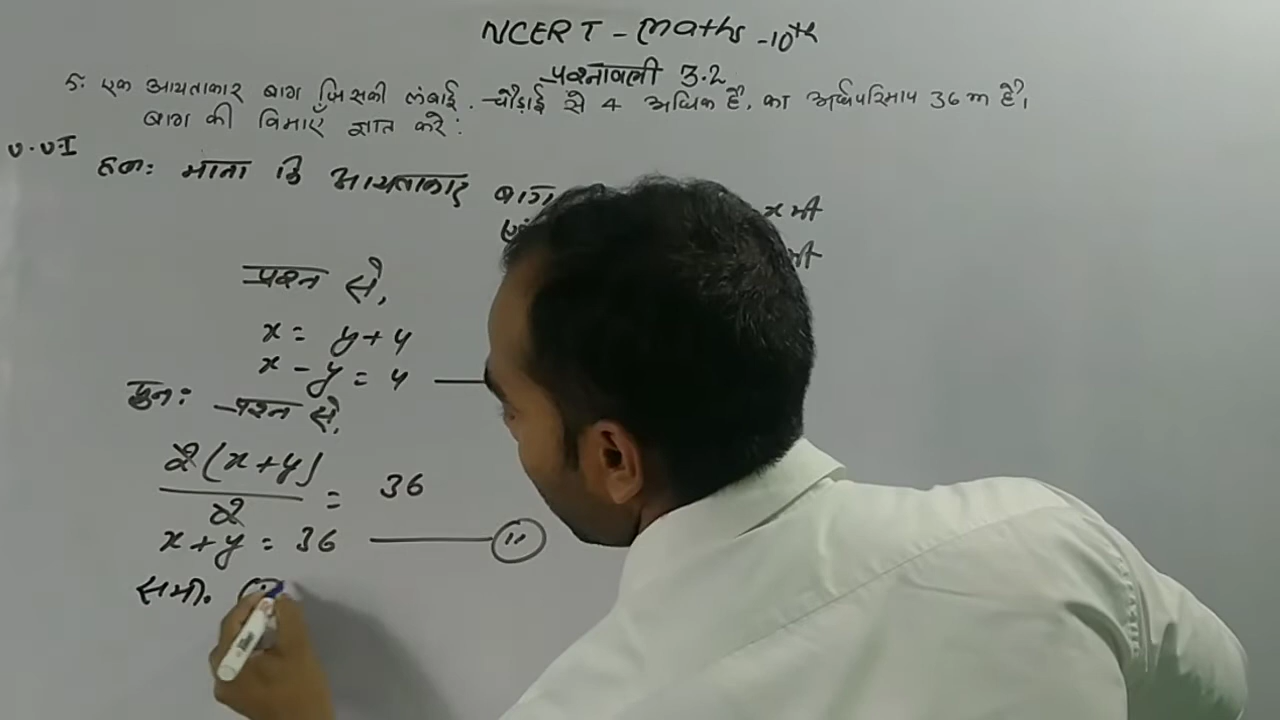 NCERT - Maths - 10th
प्रश्नावली 3.2
5. एक आयताकार बाग जिसकी लंबाई, चौड़ाई से 4 अधिक है, का अर्धपरिमाप 36 m है।
बाग की विमाएँ ज्ञात करें:
V.V.I
हल: माना कि आयताकार बाग x मी
एवं मी
प्रश्न से,
x = y + 4
x - y = 4
पुन: प्रश्न से,
2(x+y)
2
= 36
x + y = 36 (ii)
समी.